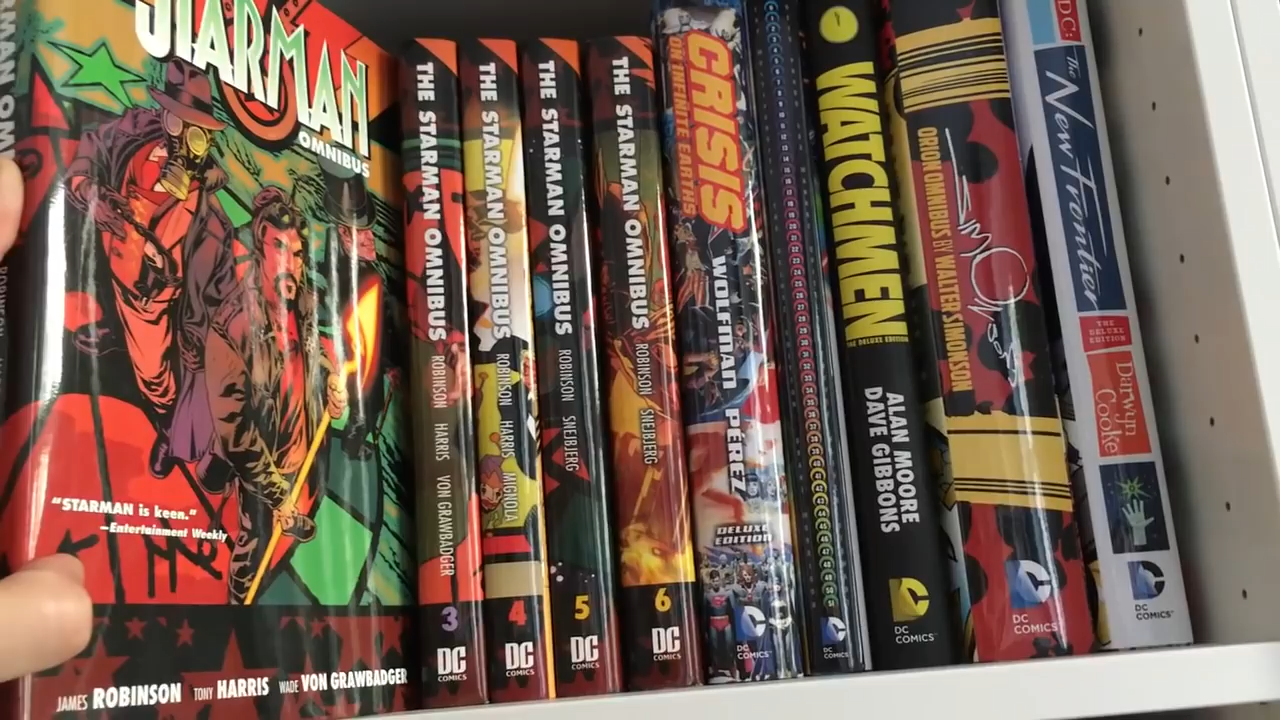 STARMAN
OMNIBUS
"STARMAN is keen."
—Entertainment Weekly
JAMES ROBINSON TONY HARRIS WADE VON GRAWBADGER
THE STARMAN OMNIBUS ROBINSON HARRIS VON GRAWBADGER
3
DC
COMICS
THE STARMAN OMNIBUS ROBINSON HARRIS MIGNOLA
4
DC
COMICS
THE STARMAN OMNIBUS ROBINSON SNEJBJERG
5
DC
COMICS
THE STARMAN OMNIBUS ROBINSON SNEJBJERG
6
DC
COMICS
CRISIS
ON INFINITE EARTHS
WOLFMAN PÉREZ
DELUXE
EDITION
DC COMICS
DC COMICS
WATCHMEN
THE DELUXE EDITION
ALAN MOORE
DAVE GIBBONS
DC COMICS
ORION OMNIBUS BY WALTER SIMONSON
DC COMICS
DC:
The New Frontier
THE DELUXE
EDITION
Darwyn
Cooke
DC COMICS